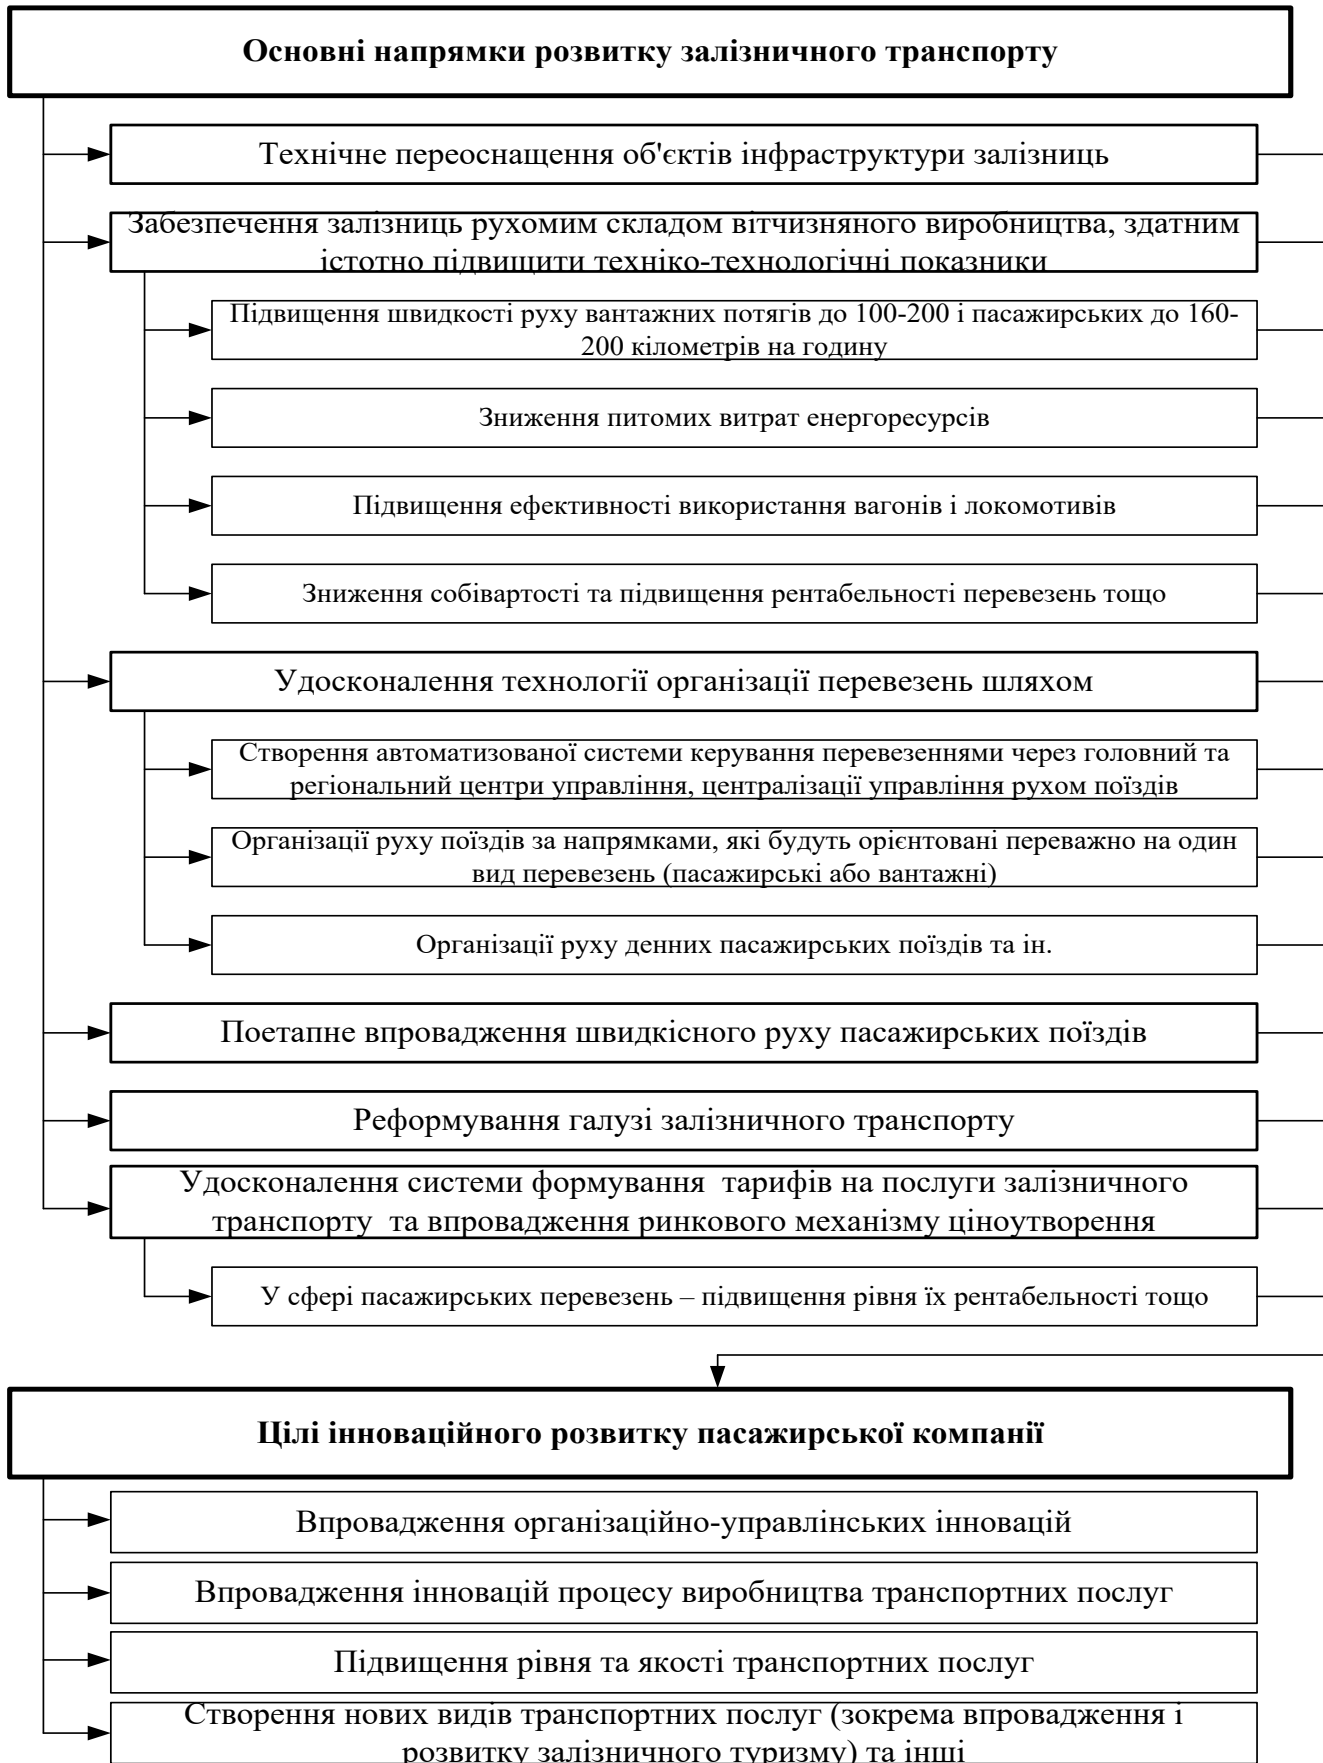 Основні напрямки розвитку залізничного транспорту
Технічне переоснащення об'єктів інфраструктури залізниць
Забезпечення залізниць рухомим складом вітчизняного виробництва, здатним
істотно підвищити техніко-технологічні показники
Підвищення швидкості руху вантажних потягів до 100-200 і пасажирських до 160-
200 кілометрів на годину
Зниження питомих витрат енергоресурсів
Підвищення ефективності використання вагонів і локомотивів
Зниження собівартості та підвищення рентабельності перевезень тощо
Удосконалення технології організації перевезень шляхом
Створення автоматизованої системи керування перевезеннями через головний та
регіональний центри управління, централізації управління рухом поїздів
Організації руху поїздів за напрямками, які будуть орієнтовані переважно на один
вид перевезень (пасажирські або вантажні)
Організації руху денних пасажирських поїздів та ін.
Поетапне впровадження швидкісного руху пасажирських поїздів
Реформування галузі залізничного транспорту
Удосконалення системи формування  тарифів на послуги залізничного
транспорту  та впровадження ринкового механізму ціноутворення
У сфері пасажирських перевезень – підвищення рівня їх рентабельності тощо
Цілі інноваційного розвитку пасажирської компанії
Впровадження організаційно-управлінських інновацій
Впровадження інновацій процесу виробництва транспортних послуг
Підвищення рівня та якості транспортних послуг
Створення нових видів транспортних послуг (зокрема впровадження і
розвитку залізничного туризму) та інші